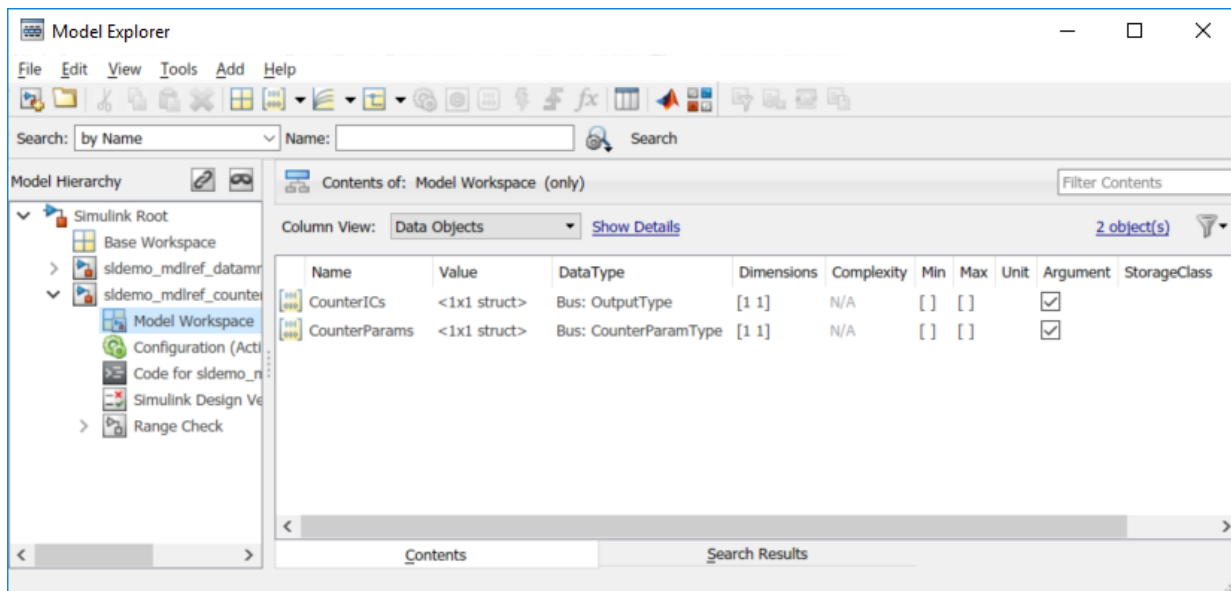 Model Explorer
File Edit View Tools Add Help
fx
Search: by Name Name: Search
Model Hierarchy Contents of: Model Workspace (only) Filter Contents
Simulink Root
Column View: Data Objects Show Details 2 object(s)
Base Workspace
sldemo_mdlref_datamr
Name Value DataType Dimensions Complexity Min Max Unit Argument StorageClass
sldemo_mdlref_counter
CounterICs <1x1 struct> Bus: OutputType [1 1] N/A [ ] [ ]
Model Workspace
CounterParams <1x1 struct> Bus: CounterParamType [1 1] N/A [ ] [ ]
Configuration (Acti
Code for sldemo_m
Simulink Design Ve
Range Check
Contents Search Results